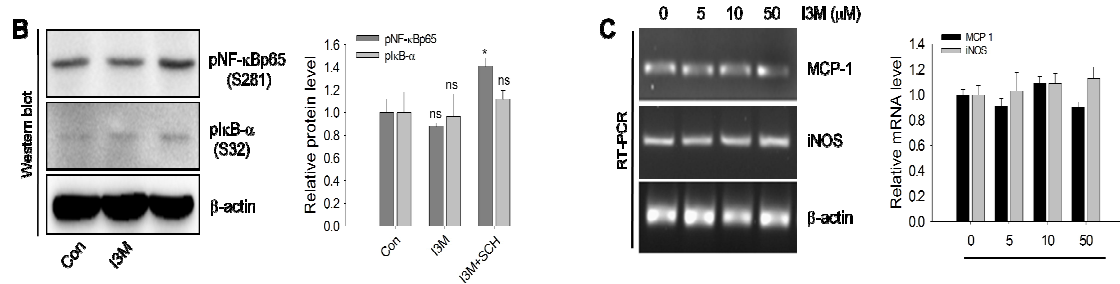 B
Western blot
pNF-κBp65
(S281)
pIκB-α
(S32)
β-actin
Con
I3M
Relative protein level
1.6
1.4
1.2
1.0
0.8
0.6
0.4
0.2
0.0
pNF-κBp65
pIκB-α
ns
ns
*
ns
Con
I3M
I3M+SCH
C
0 5 10 50 I3M (μM)
RT-PCR
MCP-1
iNOS
β-actin
Relative mRNA level
1.4
1.2
1.0
0.8
0.6
0.4
0.2
0.0
MCP 1
iNOS
0 5 10 50